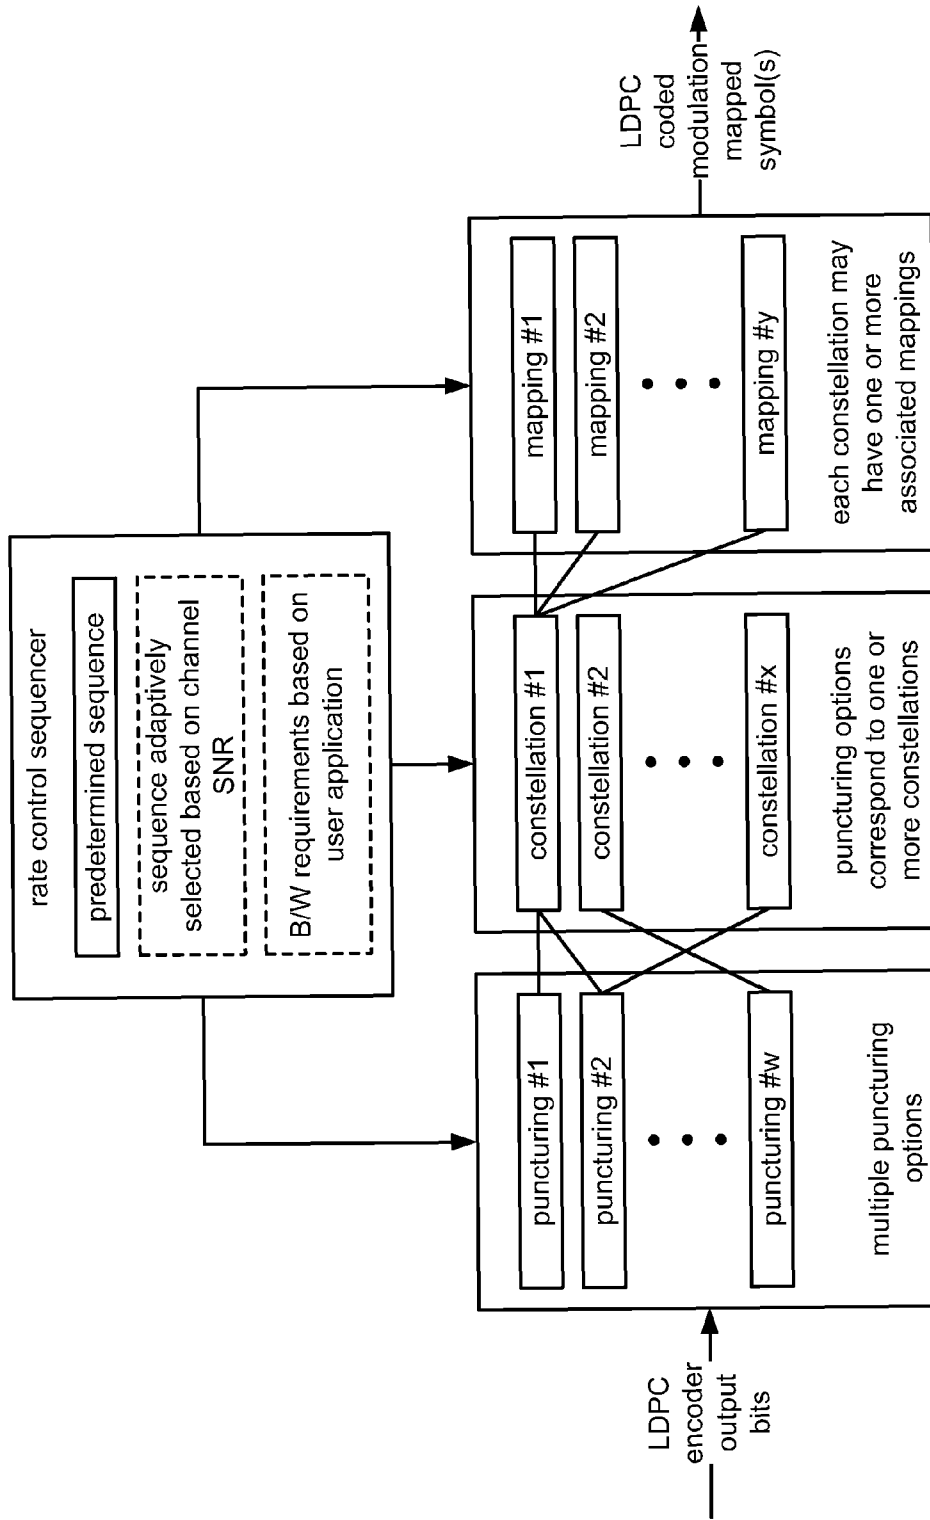 rate control sequencer
predetermined sequence
sequence adaptively
selected based on channel
SNR
B/W requirements based on
user application
LDPC
encoder
output
bits
puncturing #1
puncturing #2
puncturing #w
multiple puncturing
options
constellation #1
constellation #2
constellation #x
puncturing options
correspond to one or
more constellations
mapping #1
mapping #2
mapping #y
each constellation may
have one or more
associated mappings
LDPC
coded
modulation
mapped
symbol(s)